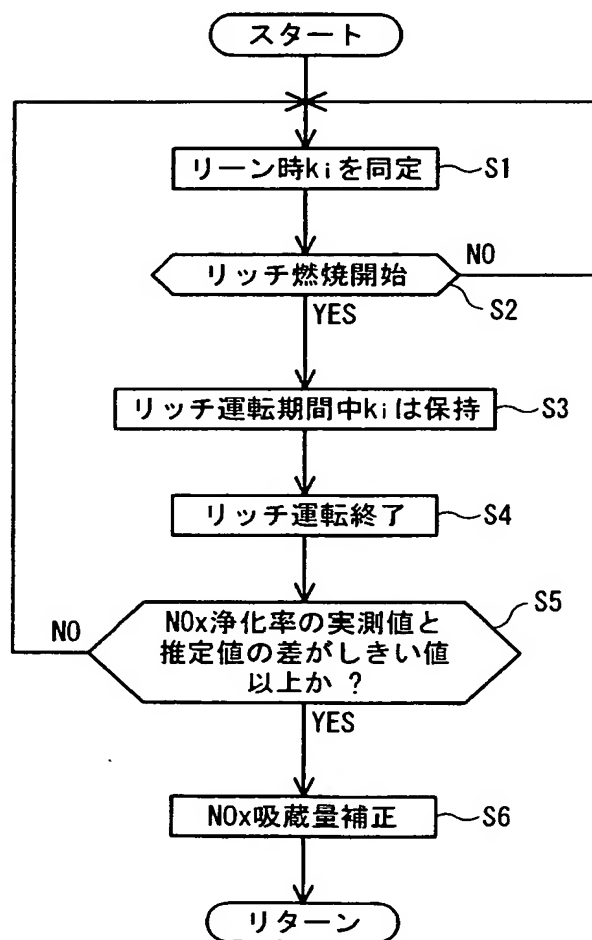 スタート
リーン時kiを同定
S1
リッチ燃焼開始
NO
S2
YES
リッチ運転期間中kiは保持
S3
リッチ運転終了
S4
NOx浄化率の実測値と
推定値の差がしきい値
以上か ?
S5
NO
YES
NOx吸蔵量補正
S6
リターン